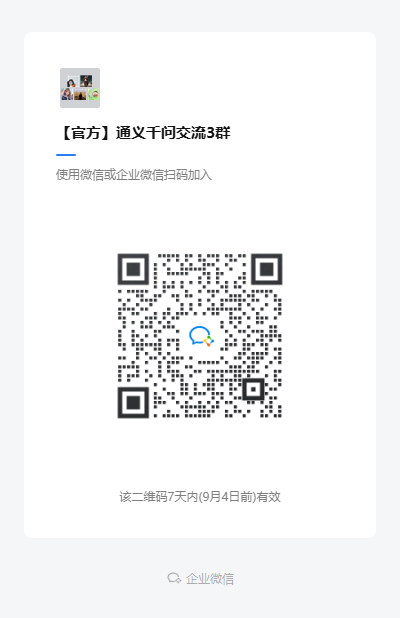 【官方】通义千问交流3群
使用微信或企业微信扫码加入
该二维码7天内(9月4日前)有效
企业微信